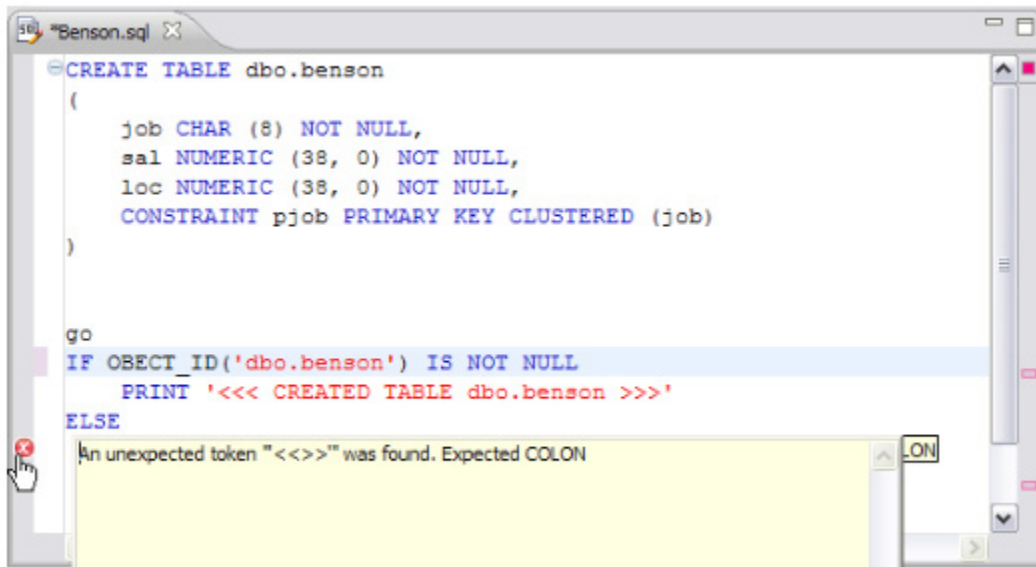 *Benson.sql
CREATE TABLE dbo.benson
(
job CHAR (8) NOT NULL,
sal NUMERIC (38, 0) NOT NULL,
loc NUMERIC (38, 0) NOT NULL,
CONSTRAINT pjob PRIMARY KEY CLUSTERED (job)
)
go
IF OBECT_ID('dbo.benson') IS NOT NULL
PRINT '<<< CREATED TABLE dbo.benson >>>'
ELSE
An unexpected token "'<<>>'" was found. Expected COLON
LON